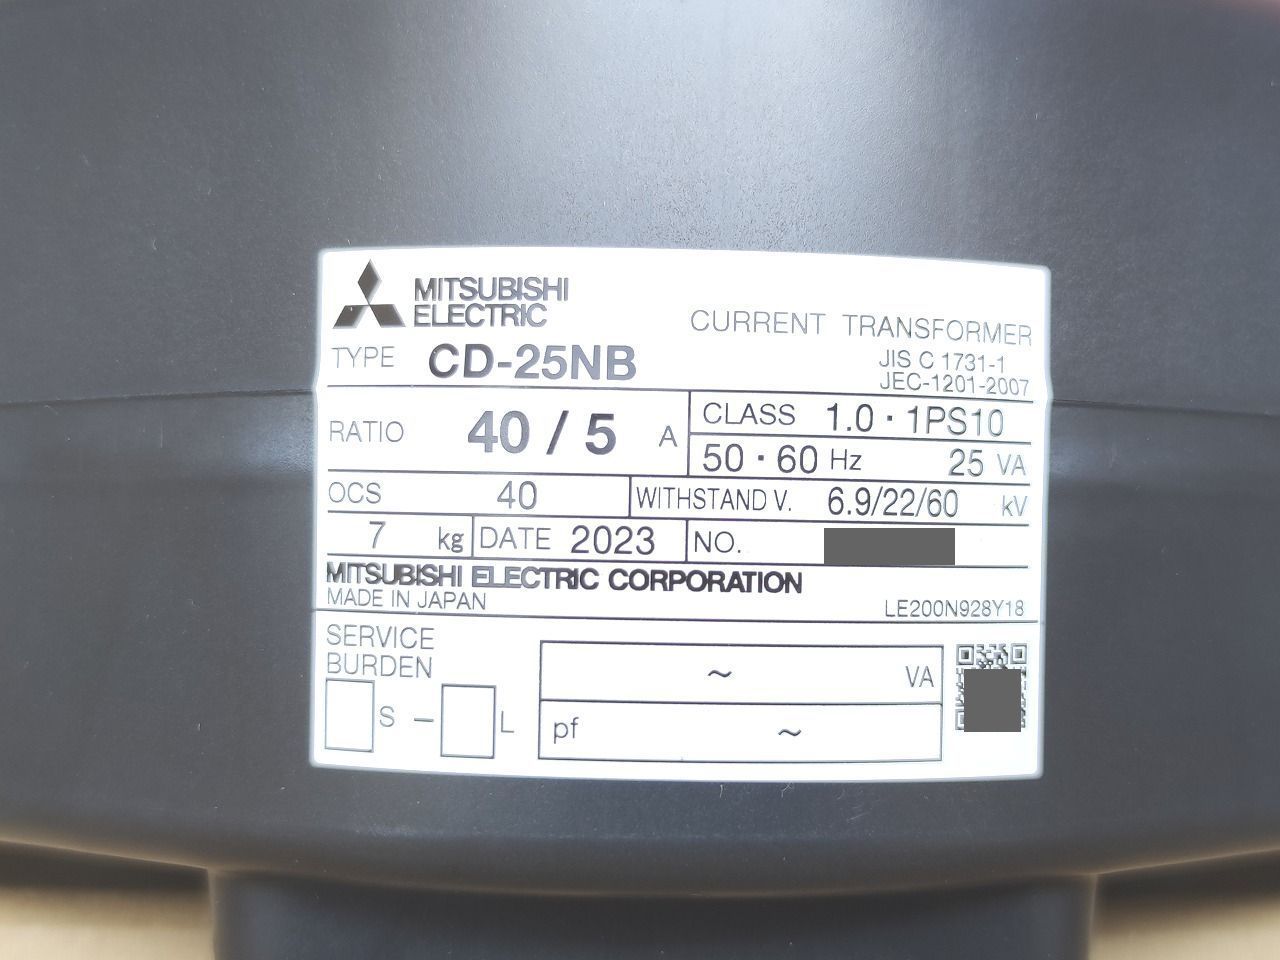 MITSUBISHI
ELECTRIC
CURRENT TRANSFORMER
TYPE CD-25NB
JIS C 1731-1
JEC-1201-2007
RATIO 40 / 5 A
CLASS 1.0・1PS10
50・60 Hz 25 VA
OCS 40
WITHSTAND V. 6.9/22/60 kV
7 kg DATE 2023 NO.
MITSUBISHI ELECTRIC CORPORATION
MADE IN JAPAN
LE200N928Y18
SERVICE
BURDEN
S – L
~ VA
pf ~